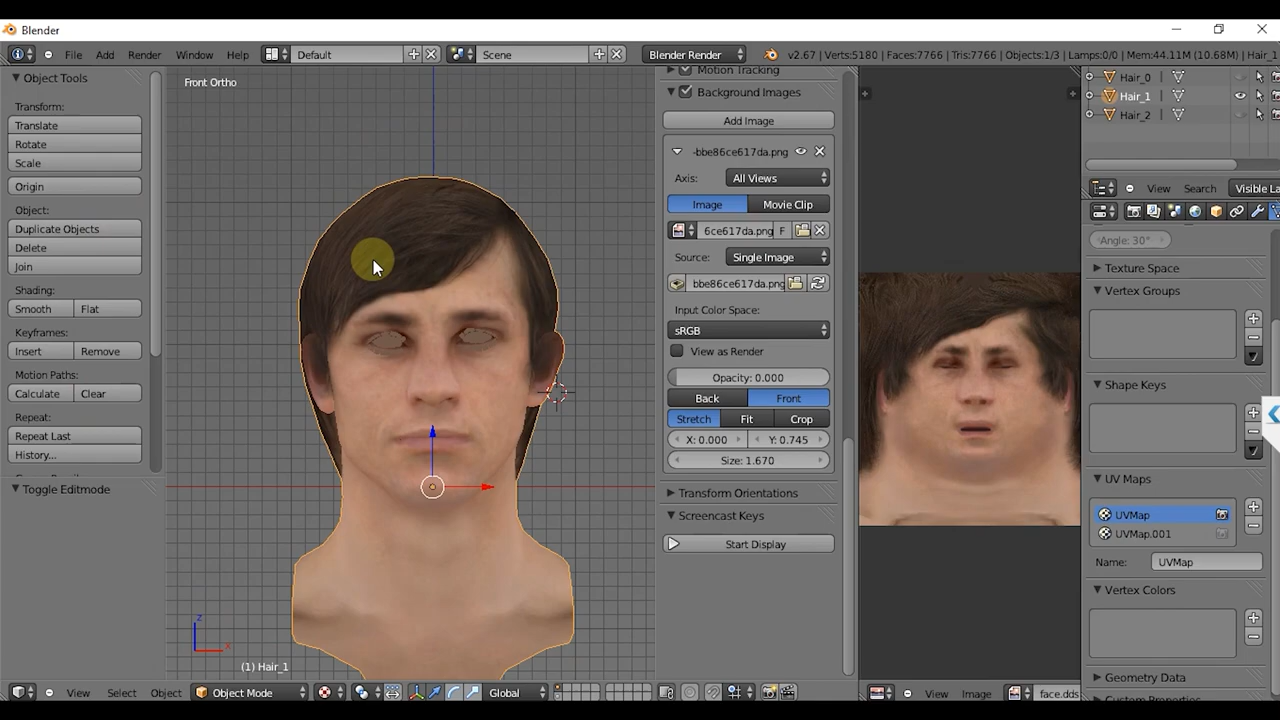 Blender
File Add Render Window Help Default Scene Blender Render v2.67 | Verts:5180 | Faces:7766 | Tris:7766 | Objects:1/3 | Lamps:0/0 | Mem:44.11M (10.68M) | Hair_1
Object Tools
Transform:
Translate
Rotate
Scale
Origin
Object:
Duplicate Objects
Delete
Join
Shading:
Smooth Flat
Keyframes:
Insert Remove
Motion Paths:
Calculate Clear
Repeat:
Repeat Last
History...
Toggle Editmode
Front Ortho
z
x
(1) Hair_1
Motion Tracking
Background Images
Add Image
-bbe86ce617da.png
Axis: All Views
Image Movie Clip
6ce617da.png F
Source: Single Image
bbe86ce617da.png
Input Color Space:
sRGB
View as Render
Opacity: 0.000
Back Front
Stretch Fit Crop
X: 0.000 Y: 0.745
Size: 1.670
Transform Orientations
Screencast Keys
Start Display
Hair_0
Hair_1
Hair_2
View Search Visible La
Angle: 30°
Texture Space
Vertex Groups
Shape Keys
UV Maps
UVMap
UVMap.001
Name: UVMap
Vertex Colors
Geometry Data
View Select Object Object Mode Global
View Image face.dds